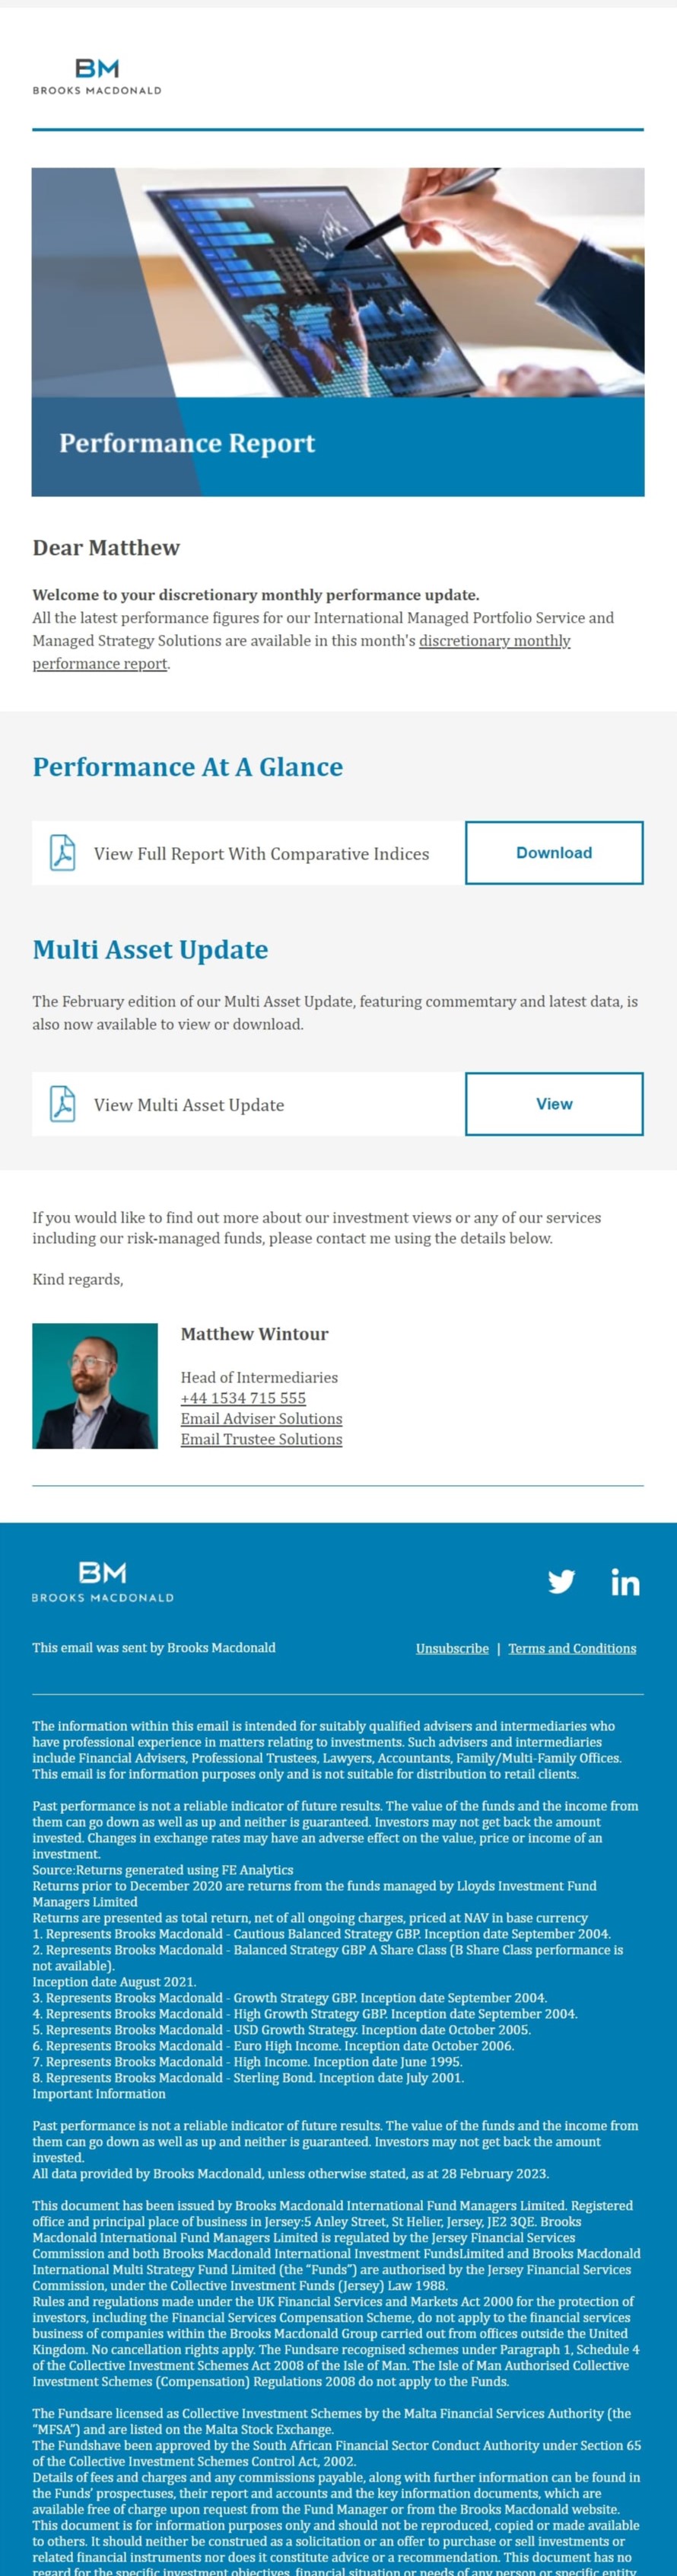 BM
BROOKS MACDONALD
Performance Report
Dear Matthew
Welcome to your discretionary monthly performance update.
All the latest performance figures for our International Managed Portfolio Service and
Managed Strategy Solutions are available in this month's discretionary monthly
performance report.
Performance At A Glance
View Full Report With Comparative Indices
Download
Multi Asset Update
The February edition of our Multi Asset Update, featuring commemtary and latest data, is
also now available to view or download.
View Multi Asset Update
View
If you would like to find out more about our investment views or any of our services
including our risk-managed funds, please contact me using the details below.
Kind regards,
Matthew Wintour
Head of Intermediaries
+44 1534 715 555
Email Adviser Solutions
Email Trustee Solutions
BM
BROOKS MACDONALD
in
This email was sent by Brooks Macdonald
Unsubscribe | Terms and Conditions
The information within this email is intended for suitably qualified advisers and intermediaries who
have professional experience in matters relating to investments. Such advisers and intermediaries
include Financial Advisers, Professional Trustees, Lawyers, Accountants, Family/Multi-Family Offices.
This email is for information purposes only and is not suitable for distribution to retail clients.
Past performance is not a reliable indicator of future results. The value of the funds and the income from
them can go down as well as up and neither is guaranteed. Investors may not get back the amount
invested. Changes in exchange rates may have an adverse effect on the value, price or income of an
investment.
Source:Returns generated using FE Analytics
Returns prior to December 2020 are returns from the funds managed by Lloyds Investment Fund
Managers Limited
Returns are presented as total return, net of all ongoing charges, priced at NAV in base currency
1. Represents Brooks Macdonald - Cautious Balanced Strategy GBP. Inception date September 2004.
2. Represents Brooks Macdonald - Balanced Strategy GBP A Share Class (B Share Class performance is
not available).
Inception date August 2021.
3. Represents Brooks Macdonald - Growth Strategy GBP. Inception date September 2004.
4. Represents Brooks Macdonald - High Growth Strategy GBP. Inception date September 2004.
5. Represents Brooks Macdonald - USD Growth Strategy. Inception date October 2005.
6. Represents Brooks Macdonald - Euro High Income. Inception date October 2006.
7. Represents Brooks Macdonald - High Income. Inception date June 1995.
8. Represents Brooks Macdonald - Sterling Bond. Inception date July 2001.
Important Information
Past performance is not a reliable indicator of future results. The value of the funds and the income from
them can go down as well as up and neither is guaranteed. Investors may not get back the amount
invested.
All data provided by Brooks Macdonald, unless otherwise stated, as at 28 February 2023.
This document has been issued by Brooks Macdonald International Fund Managers Limited. Registered
office and principal place of business in Jersey:5 Anley Street, St Helier, Jersey, JE2 3QE. Brooks
Macdonald International Fund Managers Limited is regulated by the Jersey Financial Services
Commission and both Brooks Macdonald International Investment FundsLimited and Brooks Macdonald
International Multi Strategy Fund Limited (the "Funds") are authorised by the Jersey Financial Services
Commission, under the Collective Investment Funds (Jersey) Law 1988.
Rules and regulations made under the UK Financial Services and Markets Act 2000 for the protection of
investors, including the Financial Services Compensation Scheme, do not apply to the financial services
business of companies within the Brooks Macdonald Group carried out from offices outside the United
Kingdom. No cancellation rights apply. The Fundsare recognised schemes under Paragraph 1, Schedule 4
of the Collective Investment Schemes Act 2008 of the Isle of Man. The Isle of Man Authorised Collective
Investment Schemes (Compensation) Regulations 2008 do not apply to the Funds.
The Fundsare licensed as Collective Investment Schemes by the Malta Financial Services Authority (the
"MFSA") and are listed on the Malta Stock Exchange.
The Fundshave been approved by the South African Financial Sector Conduct Authority under Section 65
of the Collective Investment Schemes Control Act, 2002.
Details of fees and charges and any commissions payable, along with further information can be found in
the Funds' prospectuses, their report and accounts and the key information documents, which are
available free of charge upon request from the Fund Manager or from the Brooks Macdonald website.
This document is for information purposes only and should not be reproduced, copied or made available
to others. It should neither be construed as a solicitation or an offer to purchase or sell investments or
related financial instruments nor does it constitute advice or a recommendation. This document has no
regard for the specific investment objectives, financial situation or needs of any person or specific entity